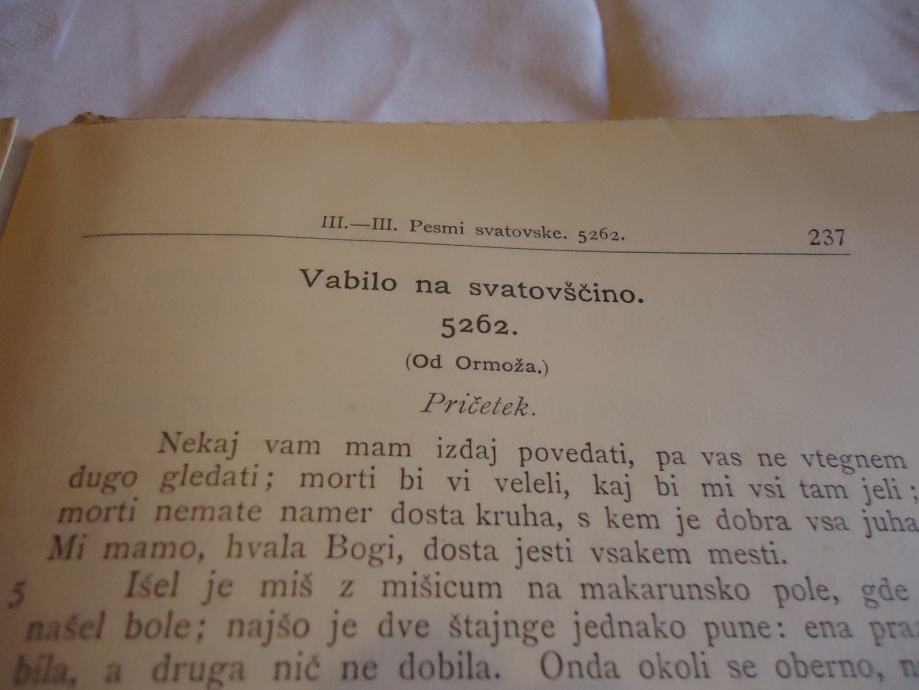 III.—III. Pesmi svatovske. 5262. 237
Vabilo na svatovščino.
5262.
(Od Ormoža.)
Pričetek.
Nekaj vam mam izdaj povedati, pa vas ne vtegnem
dugo gledati; morti bi vi veleli, kaj bi mi vsi tam jeli:
morti nemate namer dosta kruha, s kem je dobra vsa juha
Mi mamo, hvala Bogi, dosta jesti vsakem mesti.
5 Išel je miš z mišicum na makarunsko pole, gde
našel bole; najšo je dve štajnge jednako pune: ena
bila, a druga nič ne dobila. Onda okoli se oberno,